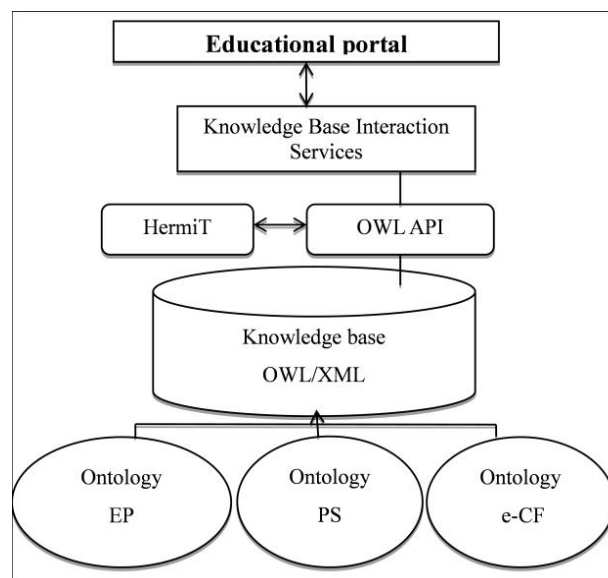 Educational portal
Knowledge Base Interaction
Services
HermiT
OWL API
Knowledge base
OWL/XML
Ontology
EP
Ontology
PS
Ontology
e-CF